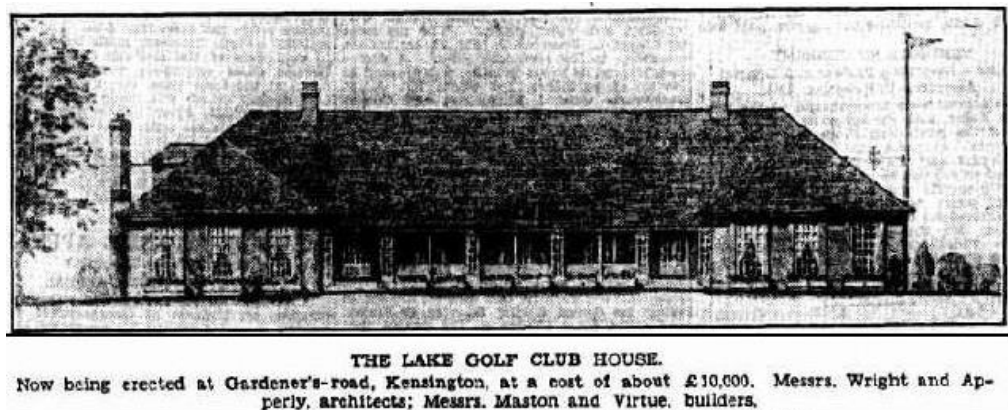 THE LAKE GOLF CLUB HOUSE.
Now being erected at Gardener's-road, Kensington, at a cost of about £10,000. Messrs. Wright and Ap-
perly, architects; Messrs. Maston and Virtue, builders.